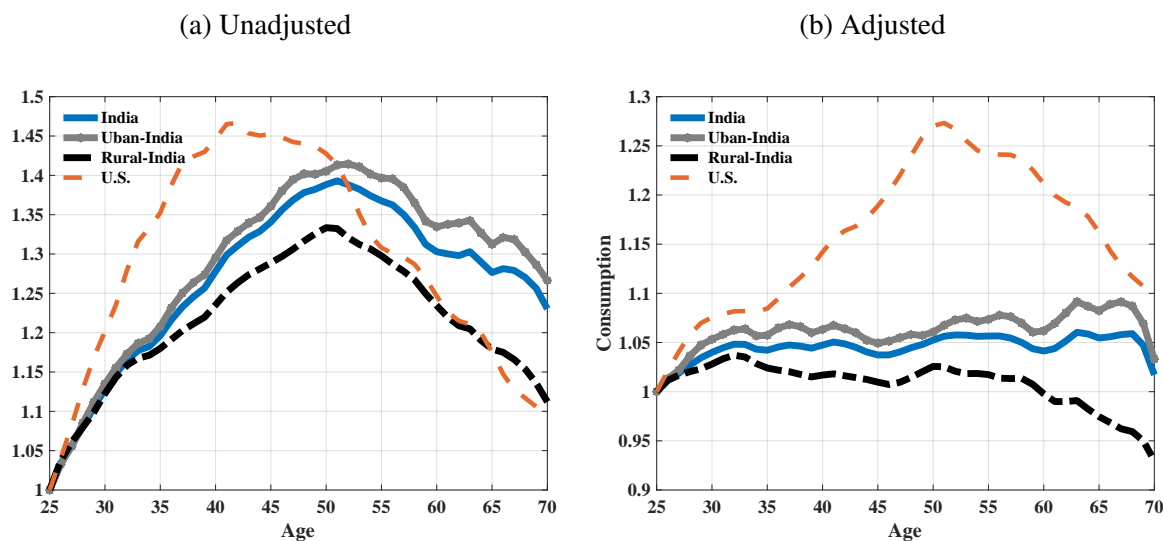 (a) Unadjusted
1.5
1.45
1.4
1.35
1.3
1.25
1.2
1.15
1.1
1.05
1
India
Uban-India
Rural-India
U.S.
25 30 35 40 45 50 55 60 65 70
Age
(b) Adjusted
Consumption
1.3
1.25
1.2
1.15
1.1
1.05
1
0.95
0.9
India
Uban-India
Rural-India
U.S.
25 30 35 40 45 50 55 60 65 70
Age